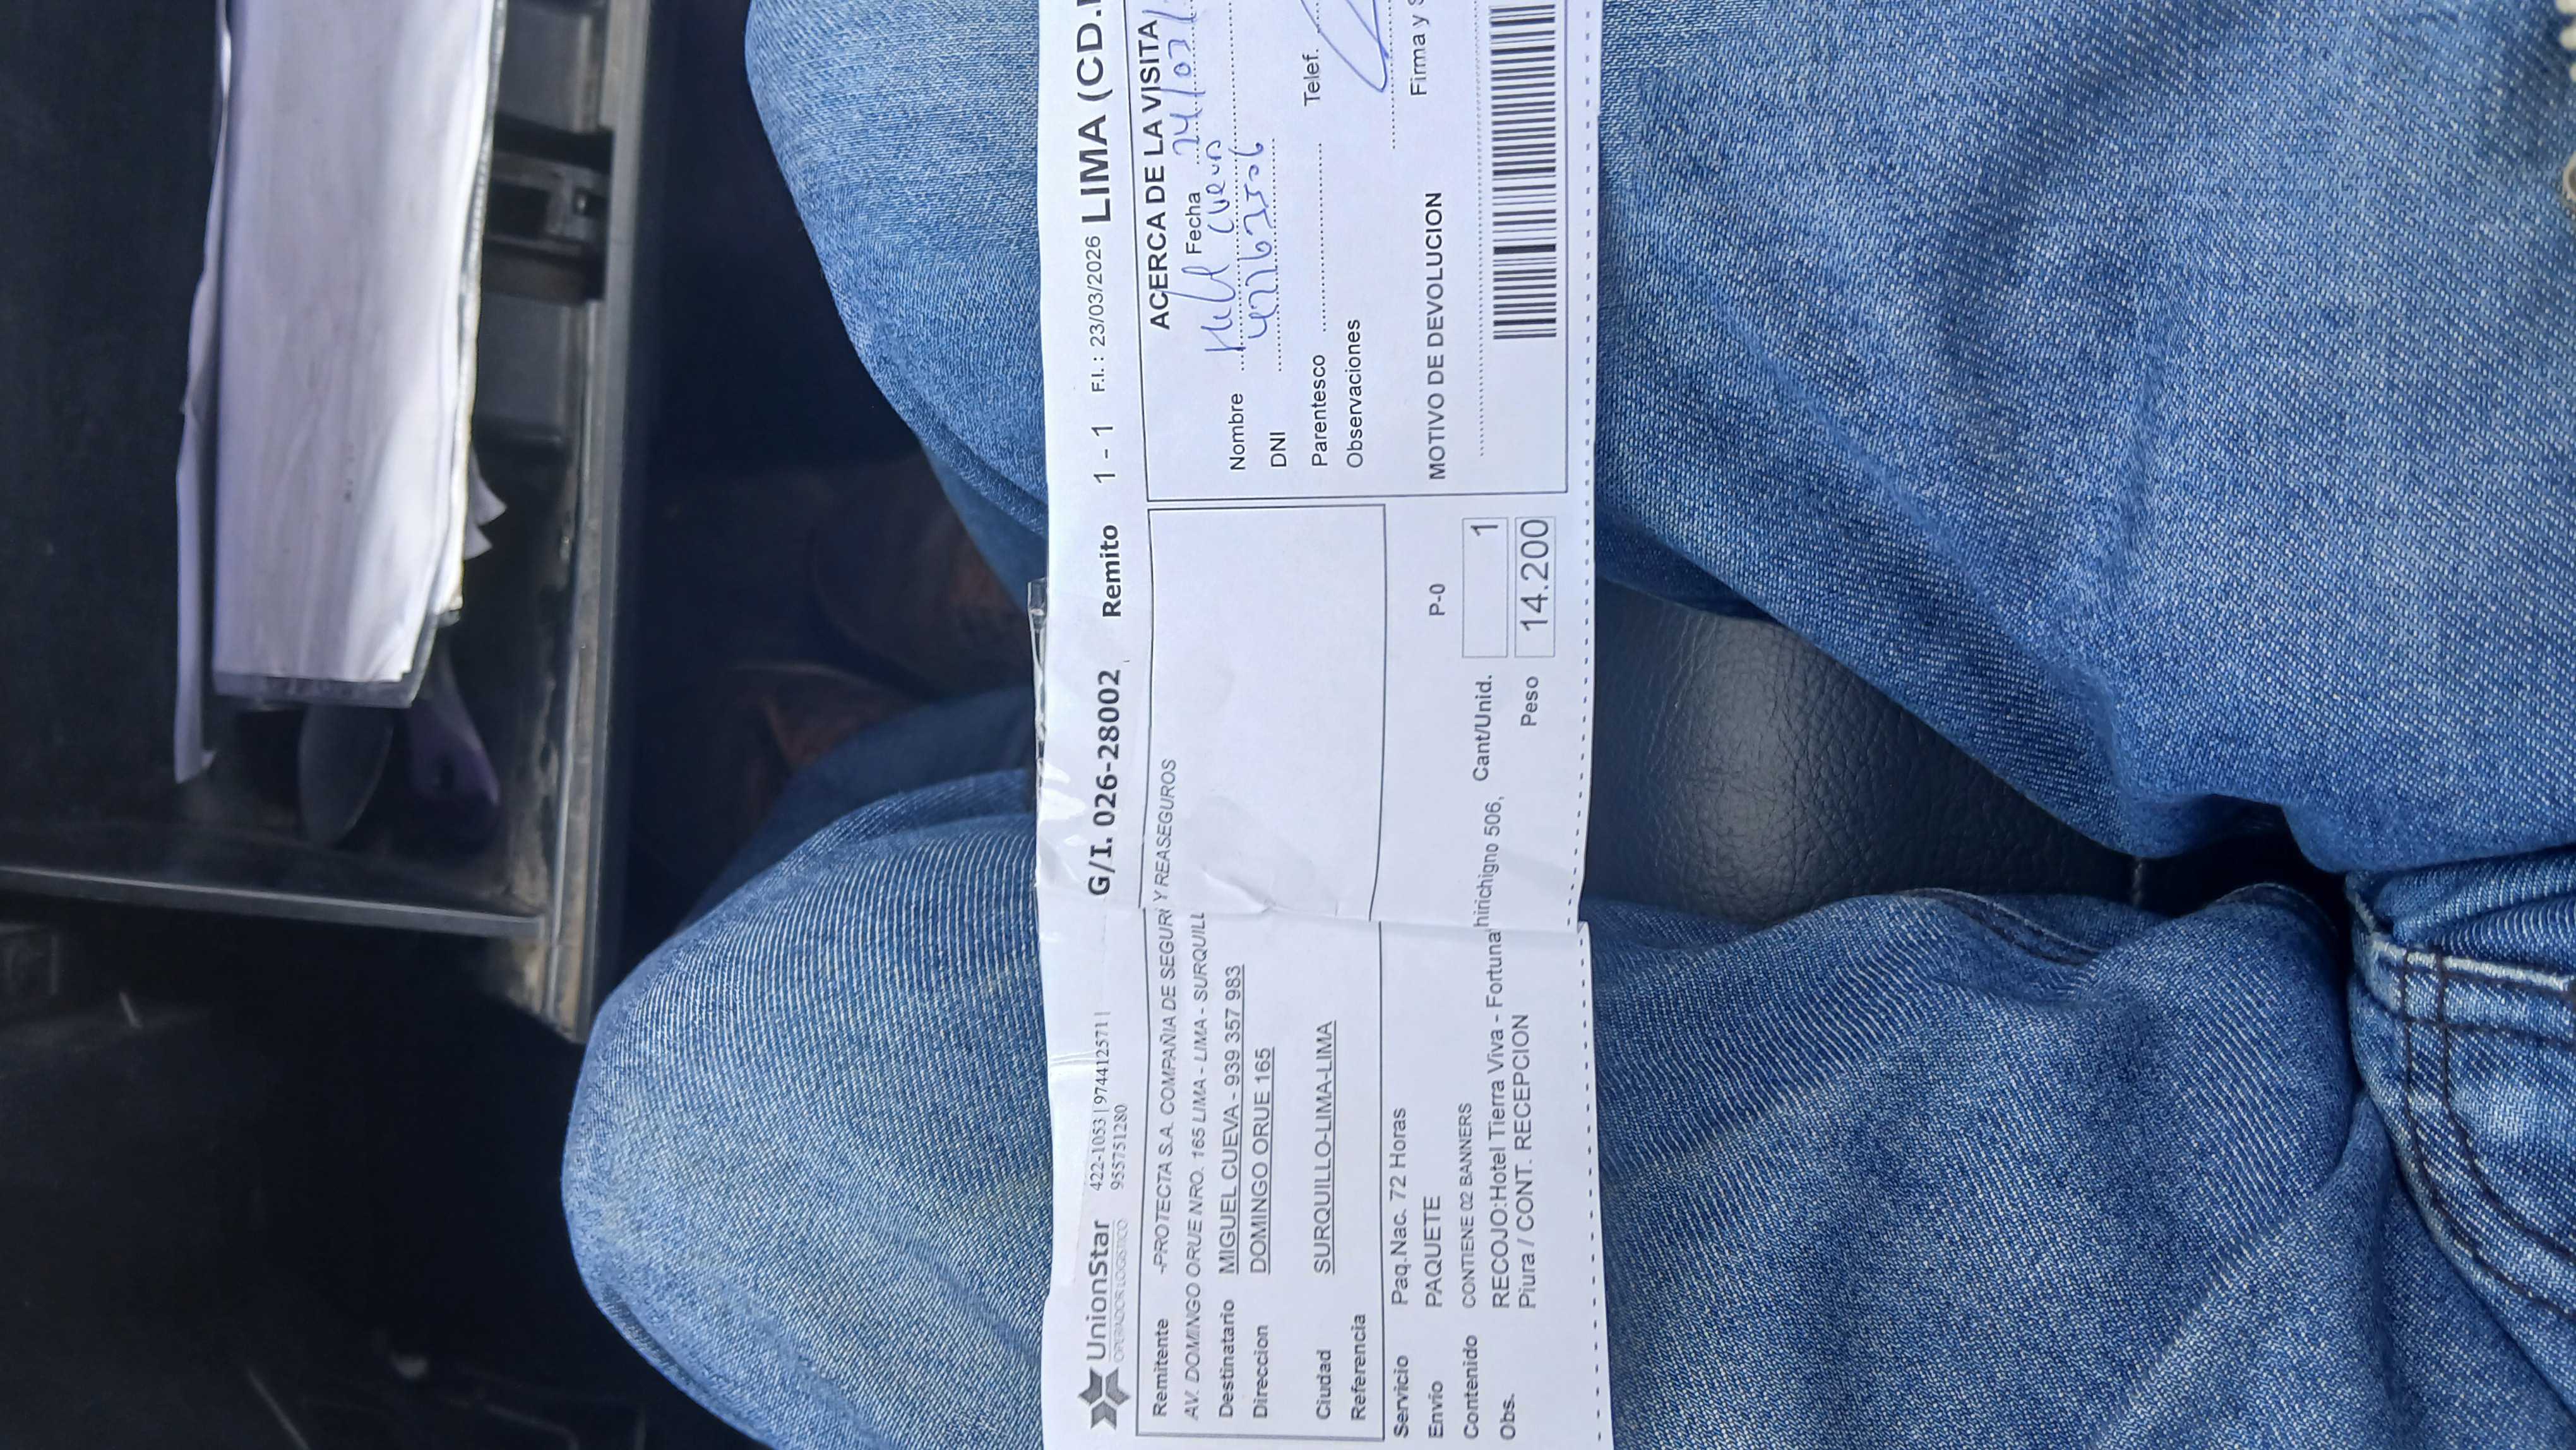 UnionStar 422-1053 | 974412571 |
OPERADOR LOGISTICO 955751280
G/I. 026-28002 Remito 1 - 1 F.I. : 23/03/2026 LIMA (CD.
Remitente -PROTECTA S.A. COMPAÑIA DE SEGUR Y REASEGUROS
AV. DOMINGO ORUE NRO. 165 LIMA - LIMA - SURQUILL
Destinatario MIGUEL CUEVA - 939 357 983
Direccion DOMINGO ORUE 165
Ciudad SURQUILLO-LIMA-LIMA
Referencia
Servicio Paq.Nac. 72 Horas
Envio PAQUETE P-0
Contenido CONTIENE 02 BANNERS
Obs. RECOJO:Hotel Tierra Viva - Fortuna hirichigno 506,
Piura / CONT. RECEPCION
Cant/Unid. 1
Peso 14.200
ACERCA DE LA VISITA
Fecha 24/03/
Nombre Cueva
DNI
Parentesco Telef.
Observaciones
Firma y
MOTIVO DE DEVOLUCION